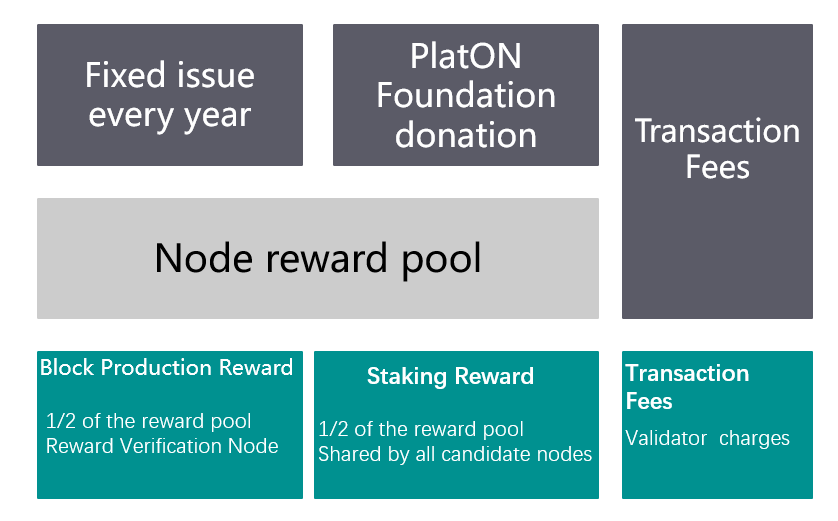 Fixed issue
every year
PlatON
Foundation
donation
Transaction
Fees
Node reward pool
Block Production Reward
1/2 of the reward pool
Reward Verification Node
Staking Reward
1/2 of the reward pool
Shared by all candidate nodes
Transaction
Fees
Validator charges